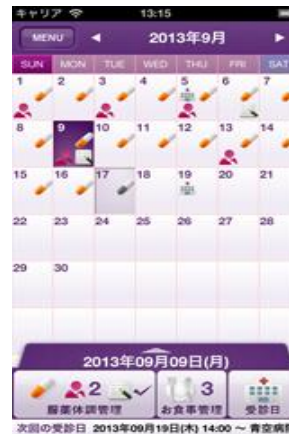 キャリア 13:15
MENU ◀ 2013年9月 ▶
SUN MON TUE WED THU FRI SAT
1 2 3 4 5 6 7
8 9 10 11 12 13 14
15 16 17 18 19 20 21
22 23 24 25 26 27 28
29 30
2013年09月09日(月)
2 3
服薬体調管理 お食事管理 受診日
次回の受診日 2013年09月19日(木) 14:00 ～ 青空病